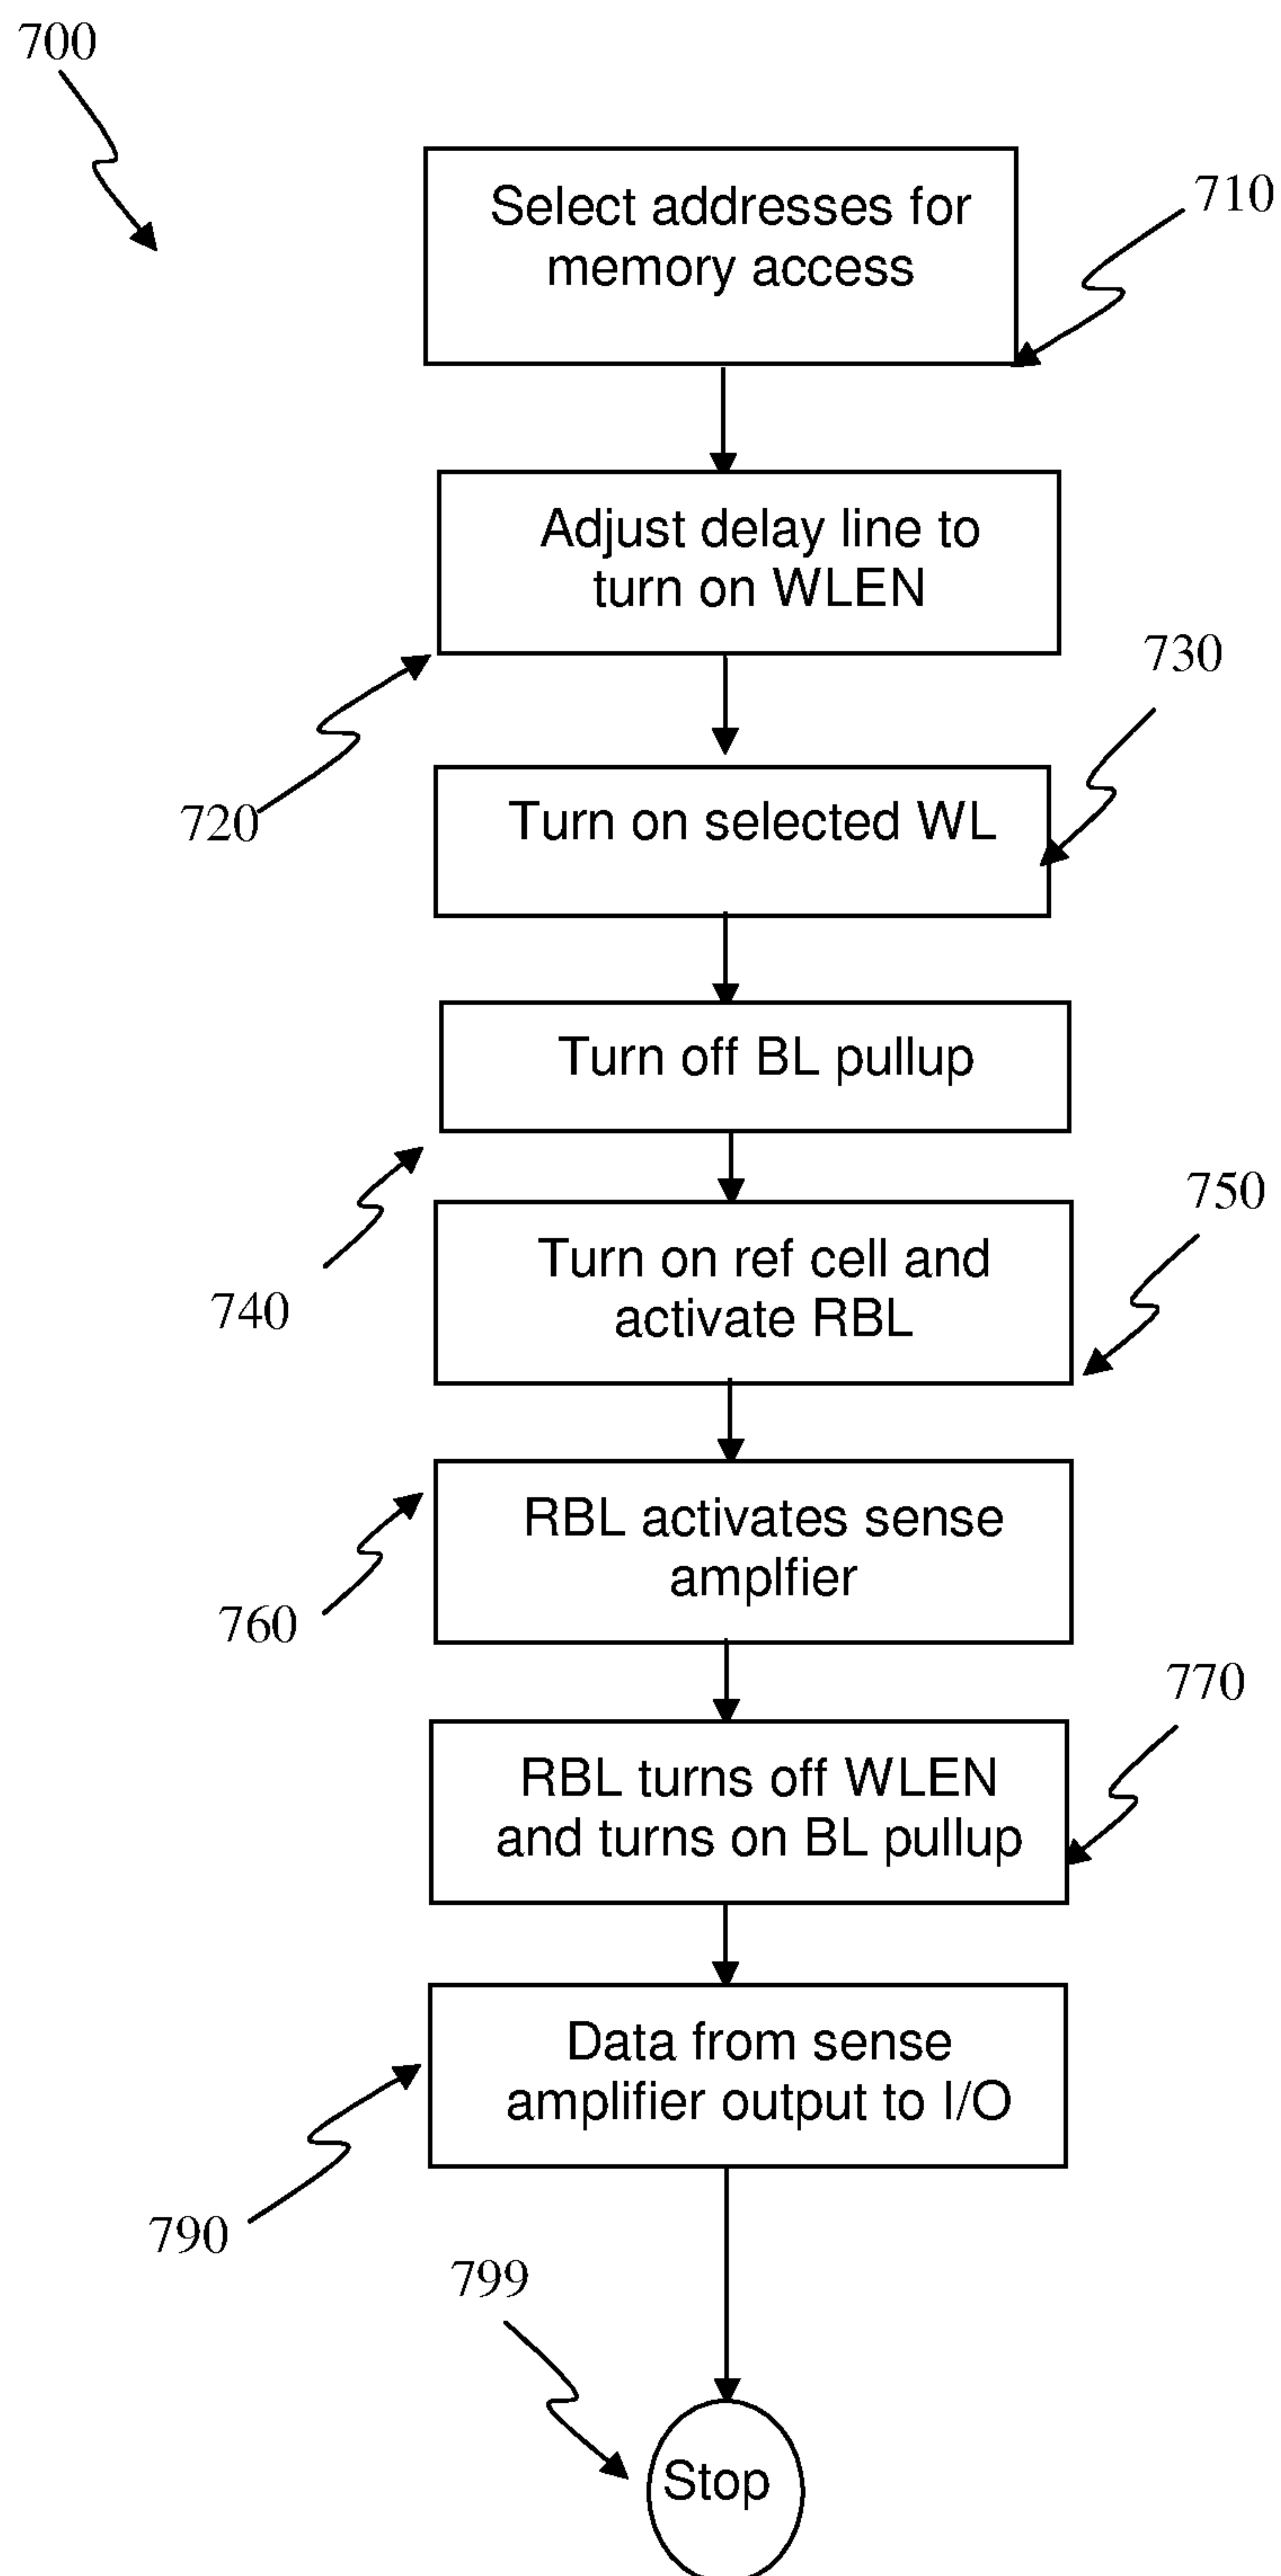 700
Select addresses for
memory access
710
Adjust delay line to
turn on WLEN
720
730
Turn on selected WL
Turn off BL pullup
740
750
Turn on ref cell and
activate RBL
RBL activates sense
amplfier
760
770
RBL turns off WLEN
and turns on BL pullup
Data from sense
amplifier output to I/O
790
799
Stop